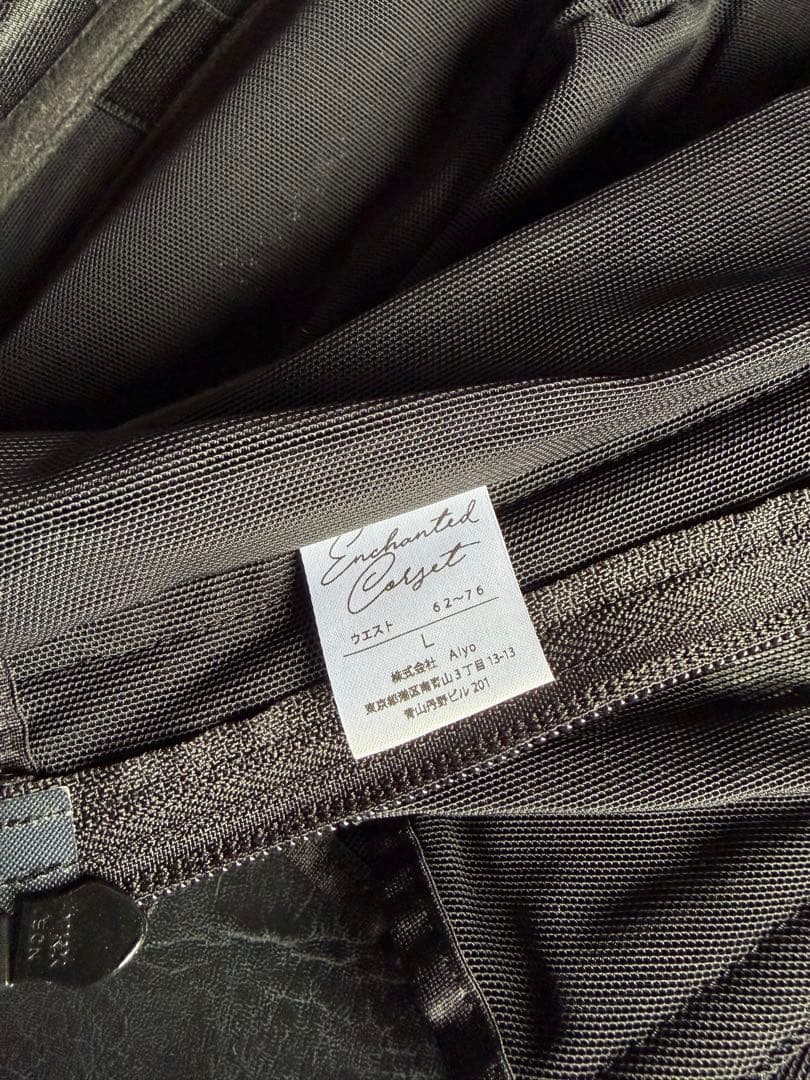 Enchanted
Corset
ウエスト 62〜76
L
株式会社 Alyo
東京都港区南青山3丁目13-13
青山丹野ビル201